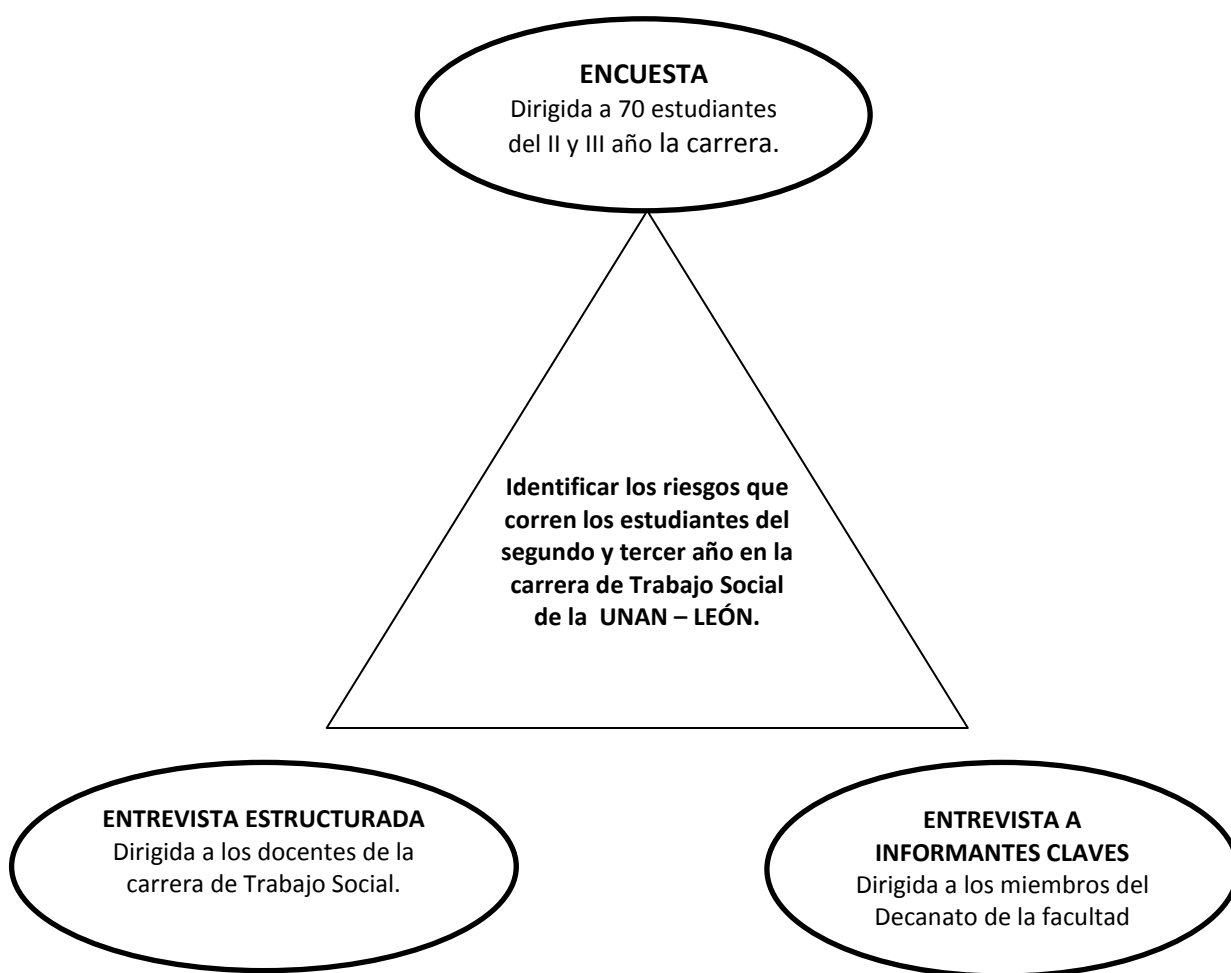 ENCUESTA
Dirigida a 70 estudiantes
del II y III año la carrera.
Identificar los riesgos que
corren los estudiantes del
segundo y tercer año en la
carrera de Trabajo Social
de la UNAN – LEÓN.
ENTREVISTA ESTRUCTURADA
Dirigida a los docentes de la
carrera de Trabajo Social.
ENTREVISTA A
INFORMANTES CLAVES
Dirigida a los miembros del
Decanato de la facultad